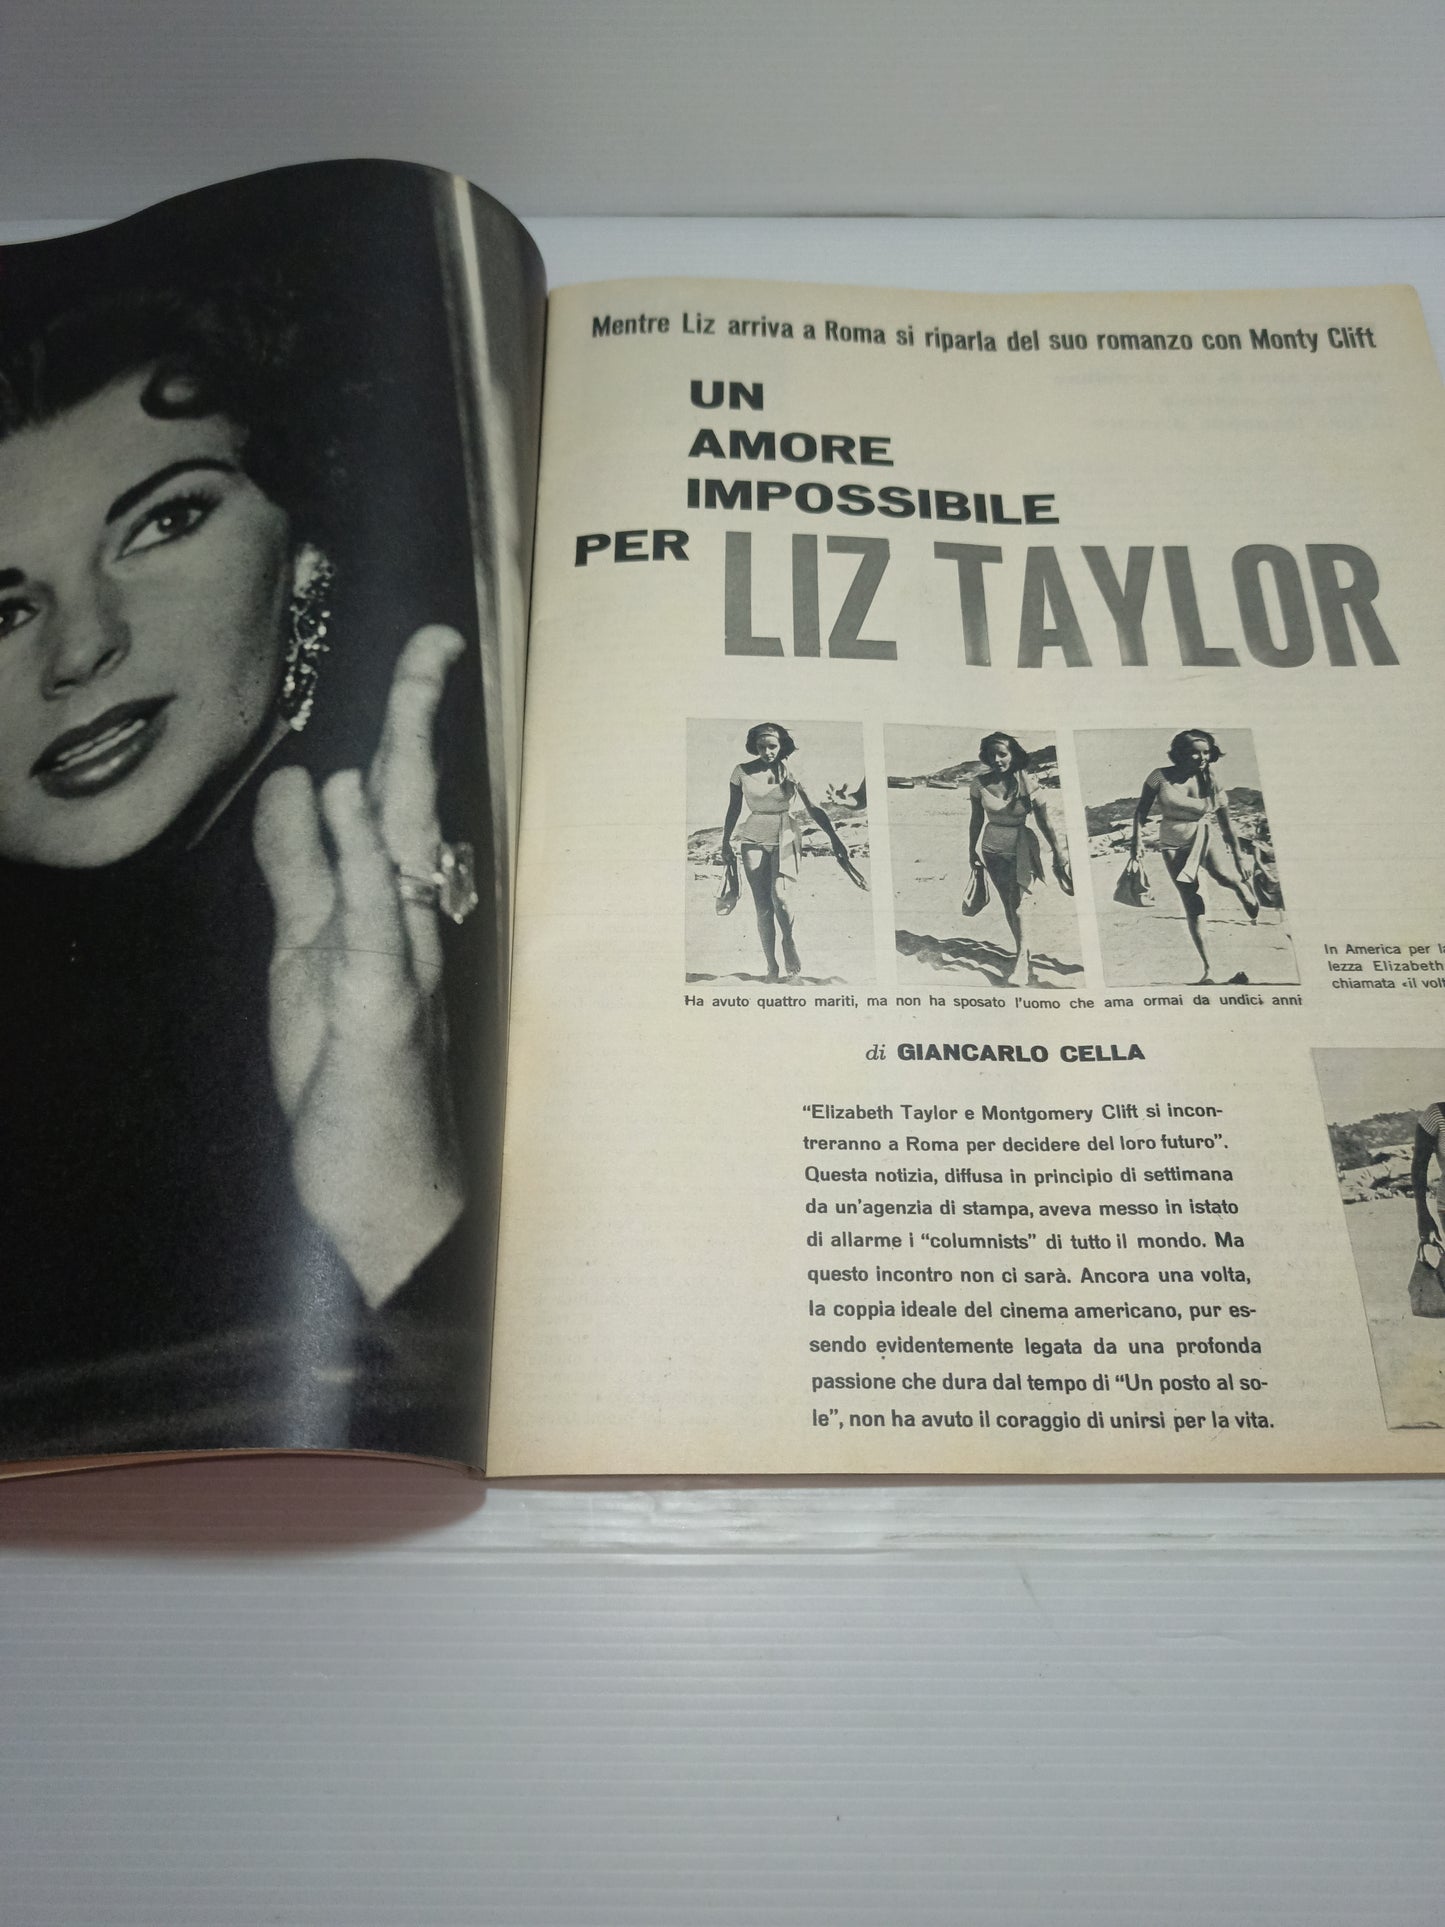 Mentre Liz arriva a Roma si riparla del suo romanzo con Monty Clift
UN
AMORE
IMPOSSIBILE
PER LIZ TAYLOR
In America per la
lezza Elizabeth
chiamata «il volt
Ha avuto quattro mariti, ma non ha sposato l'uomo che ama ormai da undici anni
di GIANCARLO CELLA
“Elizabeth Taylor e Montgomery Clift si incon-
treranno a Roma per decidere del loro futuro”.
Questa notizia, diffusa in principio di settimana
da un'agenzia di stampa, aveva messo in istato
di allarme i “columnists” di tutto il mondo. Ma
questo incontro non ci sarà. Ancora una volta,
la coppia ideale del cinema americano, pur es-
sendo evidentemente legata da una profonda
passione che dura dal tempo di “Un posto al so-
le”, non ha avuto il coraggio di unirsi per la vita.